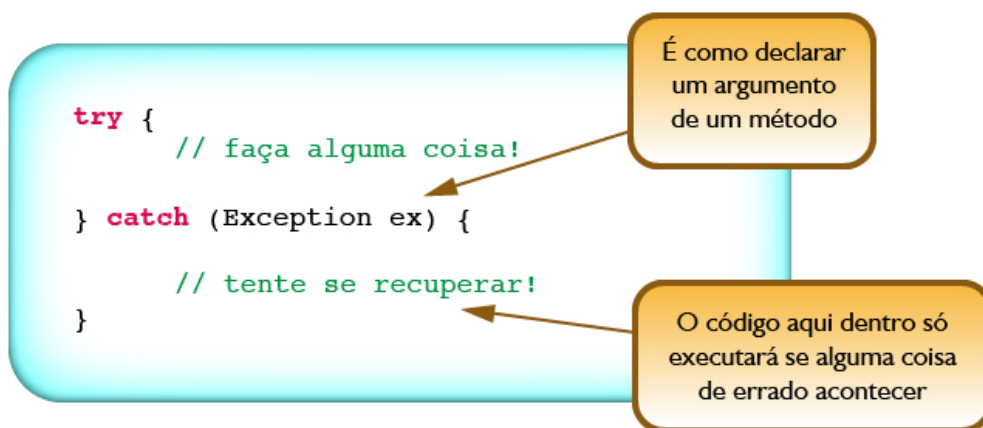 É como declarar
um argumento
de um método
try {
// faça alguma coisa!
} catch (Exception ex) {
// tente se recuperar!
}
O código aqui dentro só
executará se alguma coisa
de errado acontecer